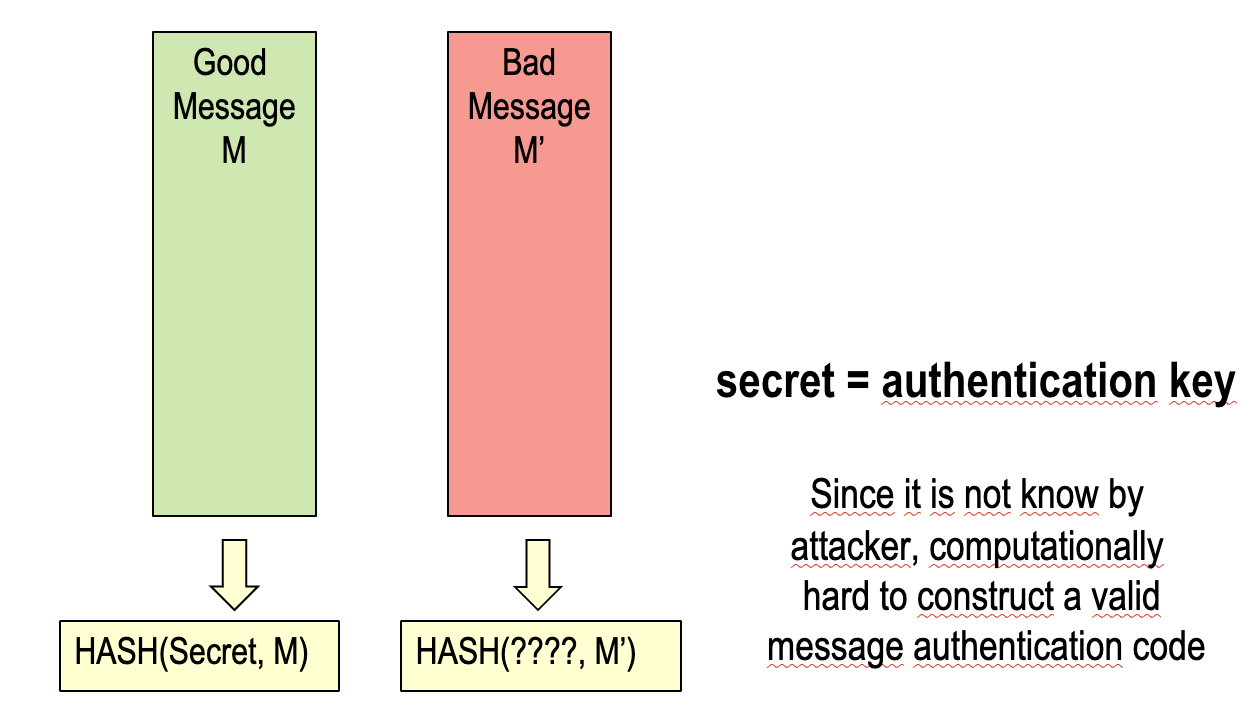 Good
Message
M
Bad
Message
M’
secret = authentication key
Since it is not know by
attacker, computationally
hard to construct a valid
message authentication code
HASH(Secret, M)
HASH(????, M’)